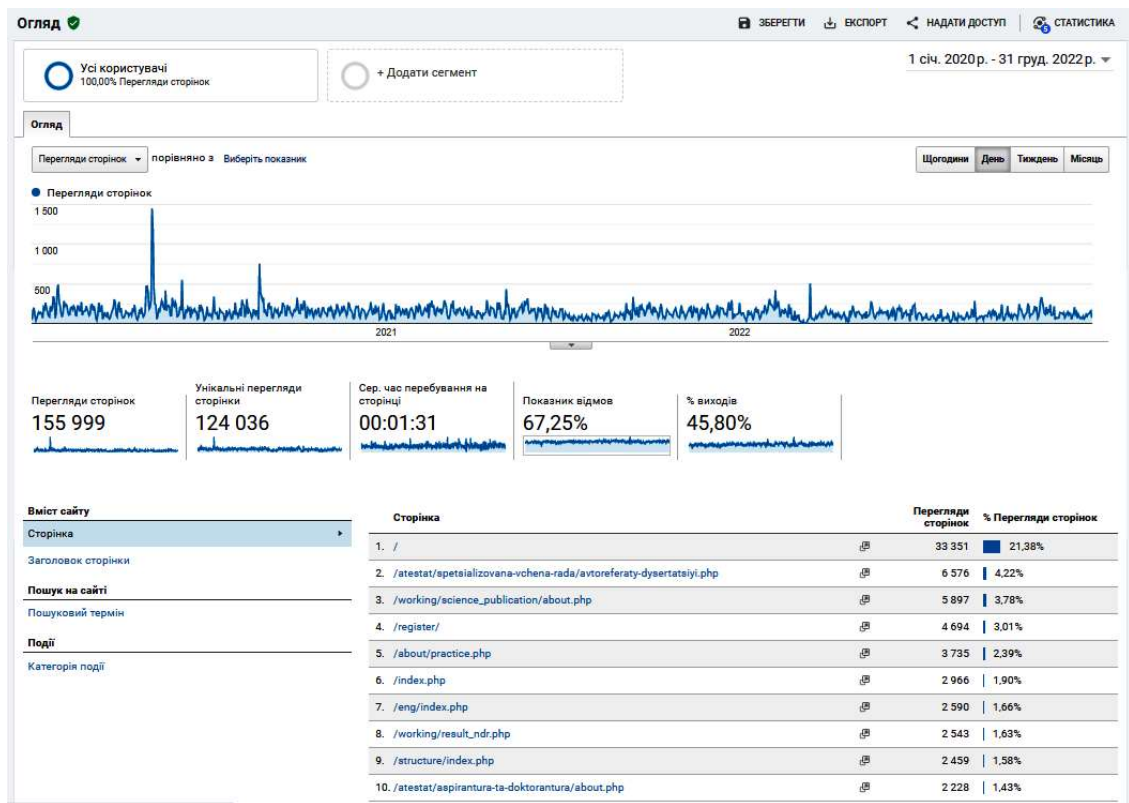 Огляд
ЗБЕРЕГТИ
ЕКСПОРТ
НАДАТИ ДОСТУП
5
СТАТИСТИКА
Усі користувачі
100,00% Перегляди сторінок
+ Додати сегмент
1 січ. 2020 р. - 31 груд. 2022 р.
Огляд
Перегляди сторінок порівняно з Виберіть показник
Щогодини День Тиждень Місяць
Перегляди сторінок
1 500
1 000
500
2021 2022
Перегляди сторінок
155 999
Унікальні перегляди
сторінки
124 036
Сер. час перебування на
сторінці
00:01:31
Показник відмов
67,25%
% виходів
45,80%
Вміст сайту
Сторінка
Заголовок сторінки
Пошук на сайті
Пошуковий термін
Події
Категорія події
Сторінка Перегляди сторінок % Перегляди сторінок
1. / 33 351 21,38%
2. /atestat/spetsializovana-vchena-rada/avtoreferaty-dysertatsiyi.php 6 576 4,22%
3. /working/science_publication/about.php 5 897 3,78%
4. /register/ 4 694 3,01%
5. /about/practice.php 3 735 2,39%
6. /index.php 2 966 1,90%
7. /eng/index.php 2 590 1,66%
8. /working/result_ndr.php 2 543 1,63%
9. /structure/index.php 2 459 1,58%
10. /atestat/aspirantura-ta-doktorantura/about.php 2 228 1,43%